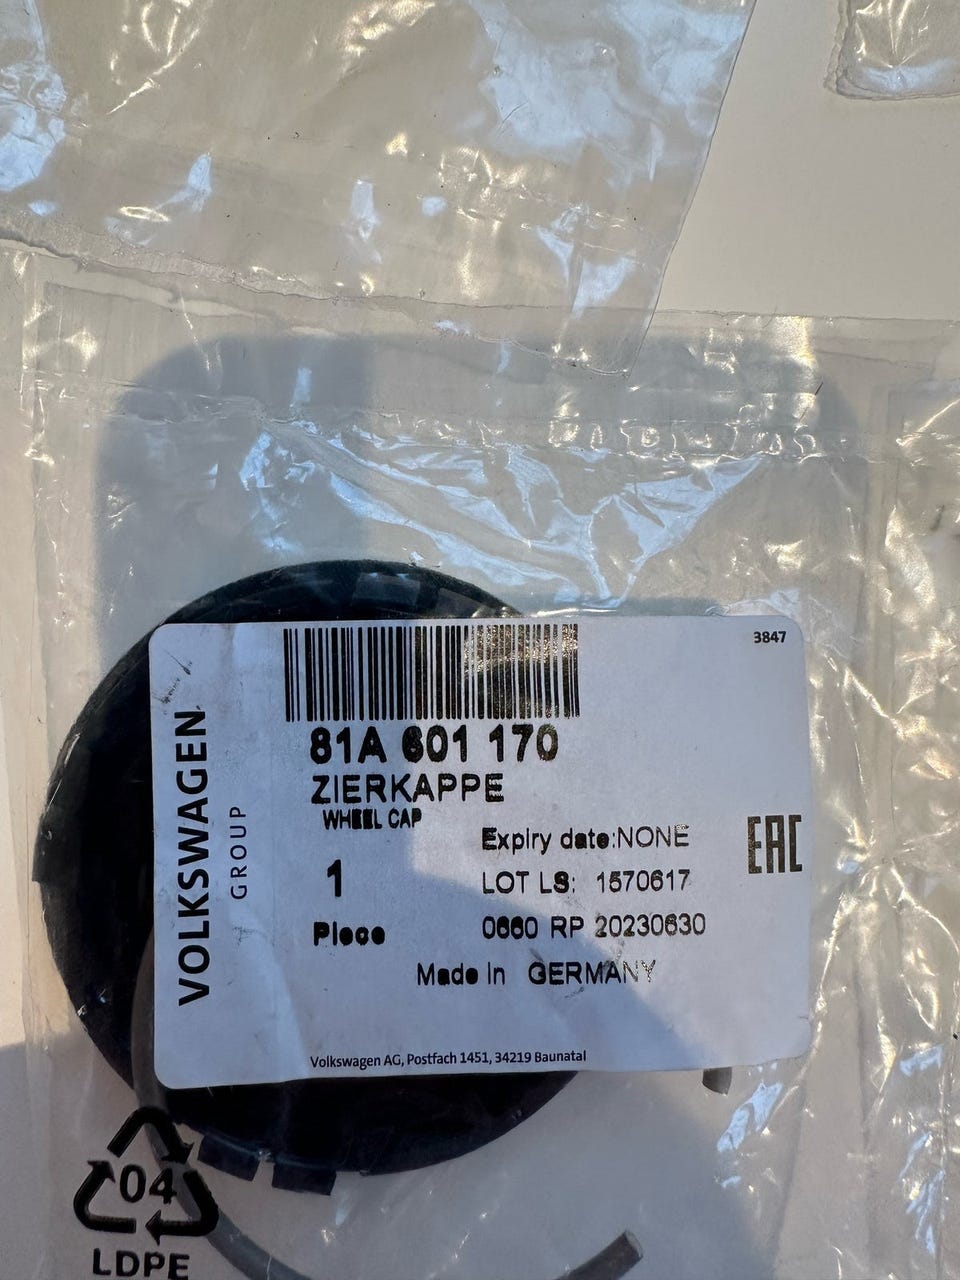 3847
81A 601 170
ZIERKAPPE
WHEEL CAP
1
Piece
Expiry date:NONE
LOT LS: 1570617
0660 RP 20230630
Made In GERMANY
VOLKSWAGEN
GROUP
EAC
Volkswagen AG, Postfach 1451, 34219 Baunatal
04
LDPE